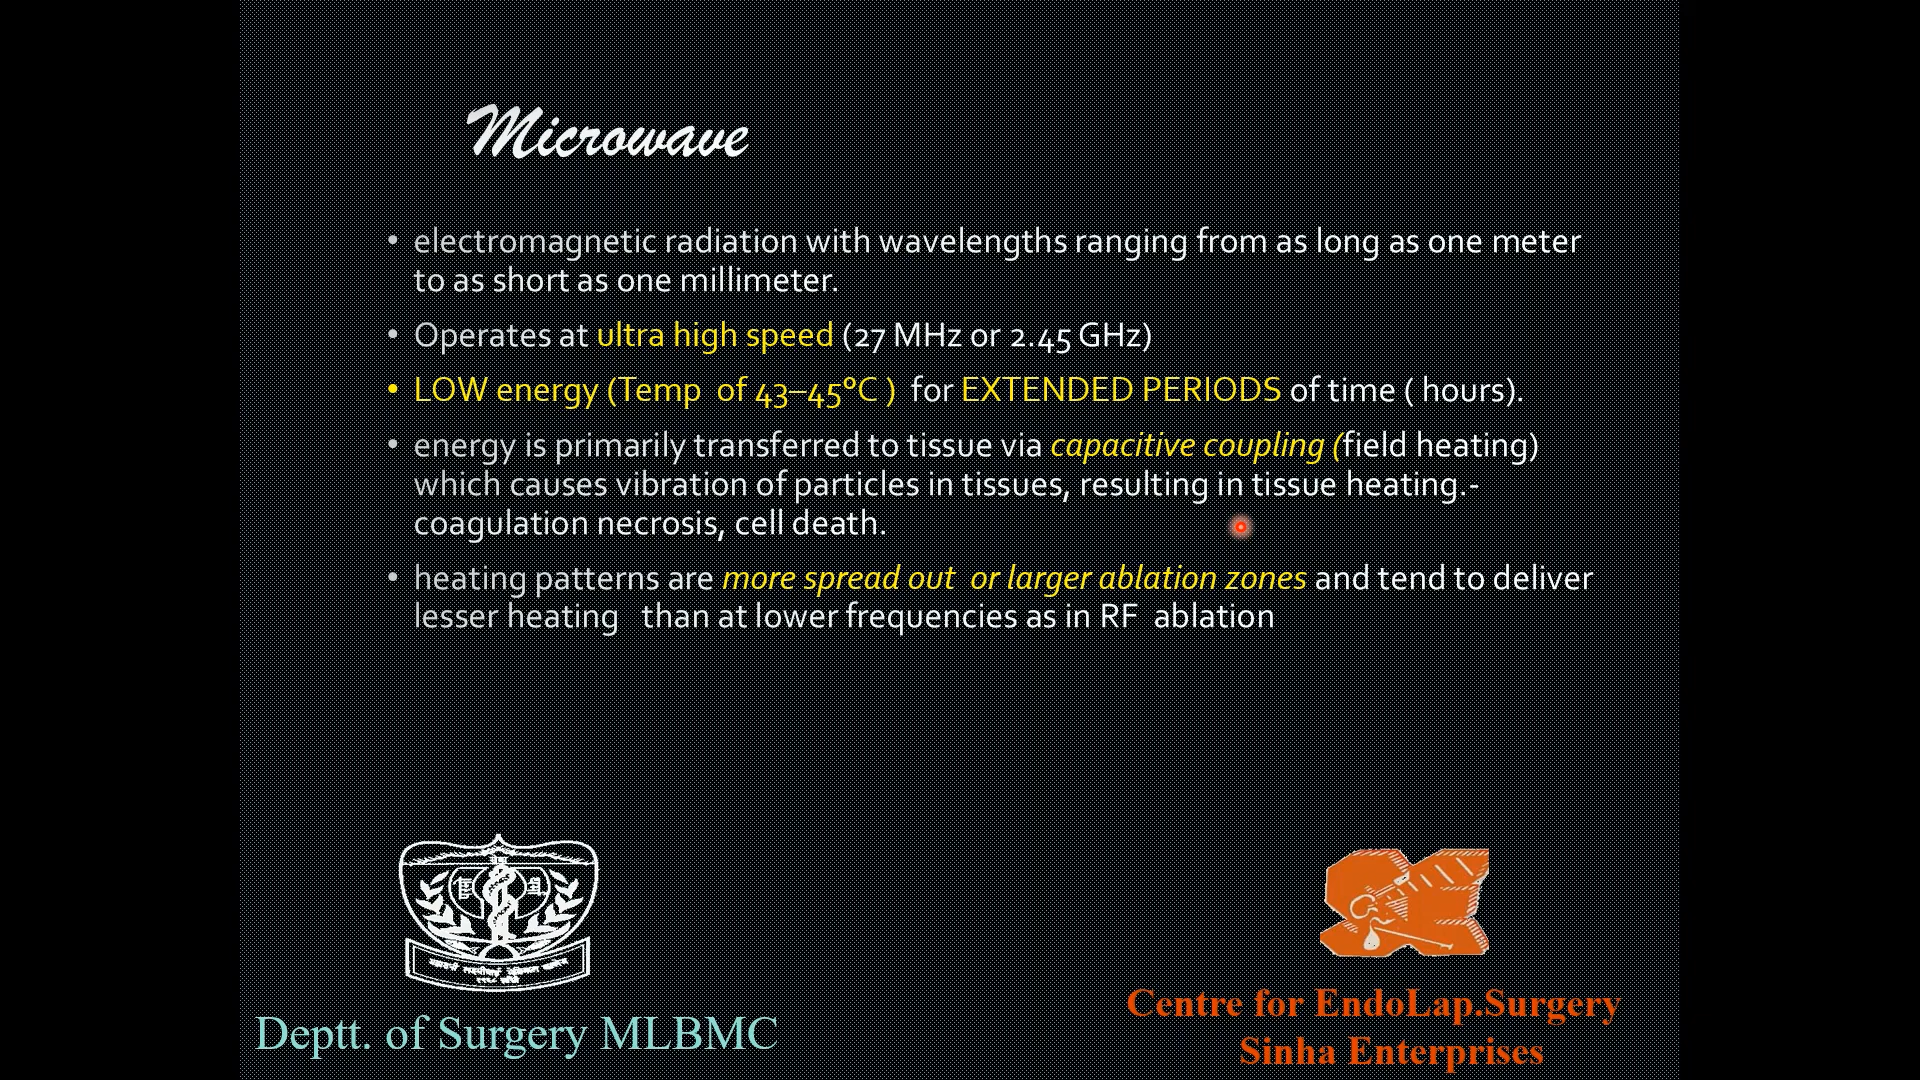 Microwave
• electromagnetic radiation with wavelengths ranging from as long as one meter
to as short as one millimeter.
• Operates at ultra high speed (27 MHz or 2.45 GHz)
• LOW energy (Temp of 43–45°C ) for EXTENDED PERIODS of time ( hours).
• energy is primarily transferred to tissue via capacitive coupling (field heating)
which causes vibration of particles in tissues, resulting in tissue heating.-
coagulation necrosis, cell death.
• heating patterns are more spread out or larger ablation zones and tend to deliver
lesser heating than at lower frequencies as in RF ablation
Deptt. of Surgery MLBMC
Centre for EndoLap.Surgery
Sinha Enterprises